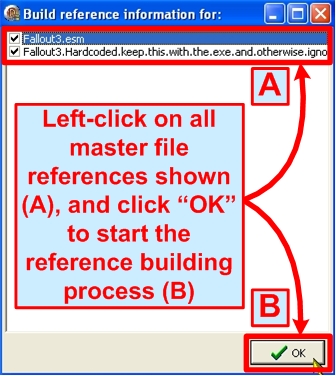 Build reference information for:
Fallout3.esm
Fallout3.Hardcoded.keep.this.with.the.exe.and.otherwise.igno
A
Left-click on all
master file
references shown
(A), and click “OK”
to start the
reference building
process (B)
B
OK